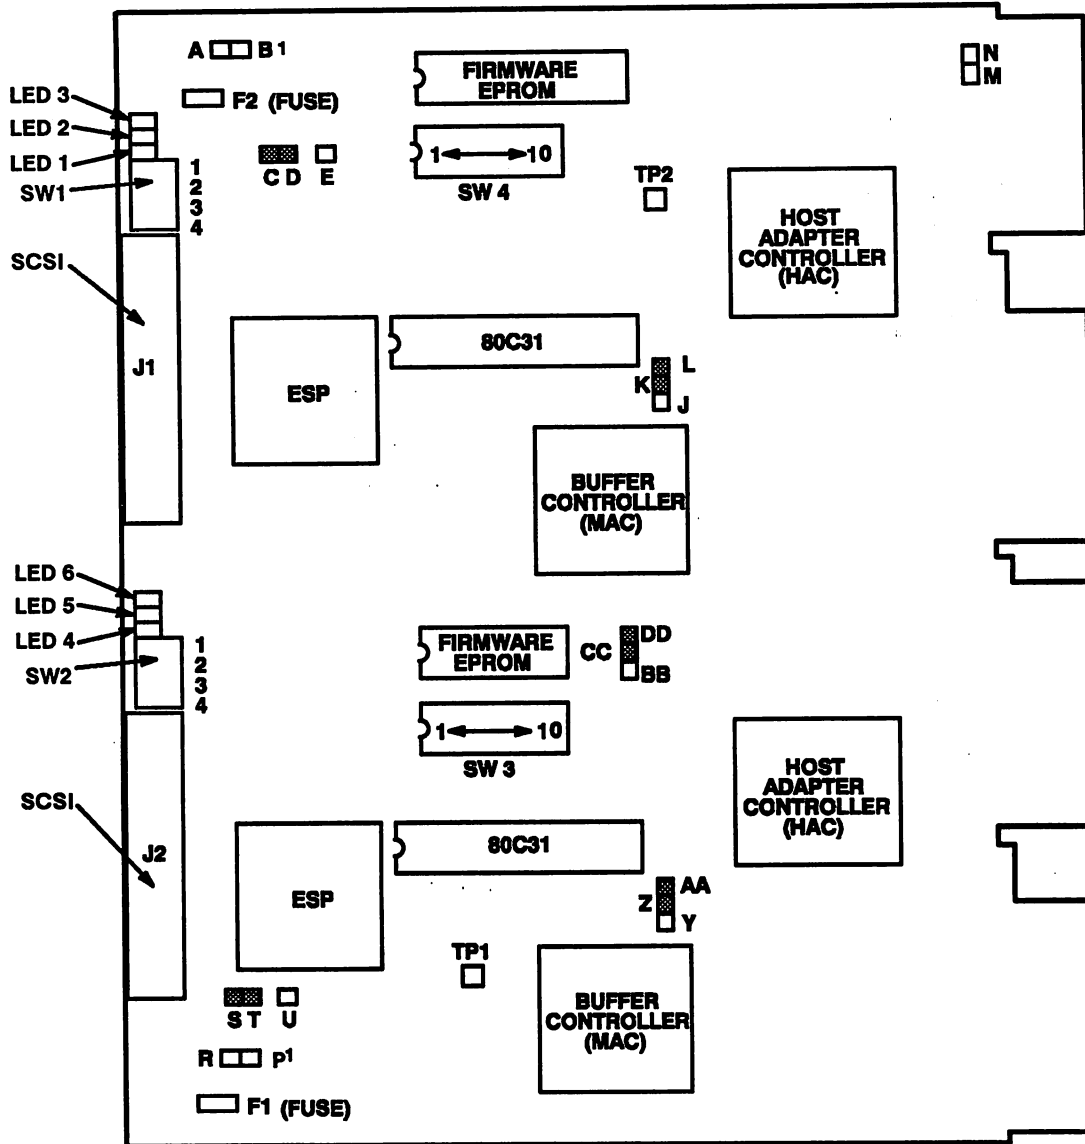 A B1
F2 (FUSE)
FIRMWARE
EPROM
N
M
LED 3
LED 2
LED 1
SW1
1
2
3
4
C D E
1 10
SW 4
TP2
HOST
ADAPTER
CONTROLLER
(HAC)
SCSI
J1
ESP
80C31
L
K
J
BUFFER
CONTROLLER
(MAC)
LED 6
LED 5
LED 4
SW2
1
2
3
4
FIRMWARE
EPROM
DD
CC
BB
1 10
SW 3
HOST
ADAPTER
CONTROLLER
(HAC)
SCSI
J2
ESP
80C31
AA
Z
Y
TP1
BUFFER
CONTROLLER
(MAC)
S T U
R P1
F1 (FUSE)